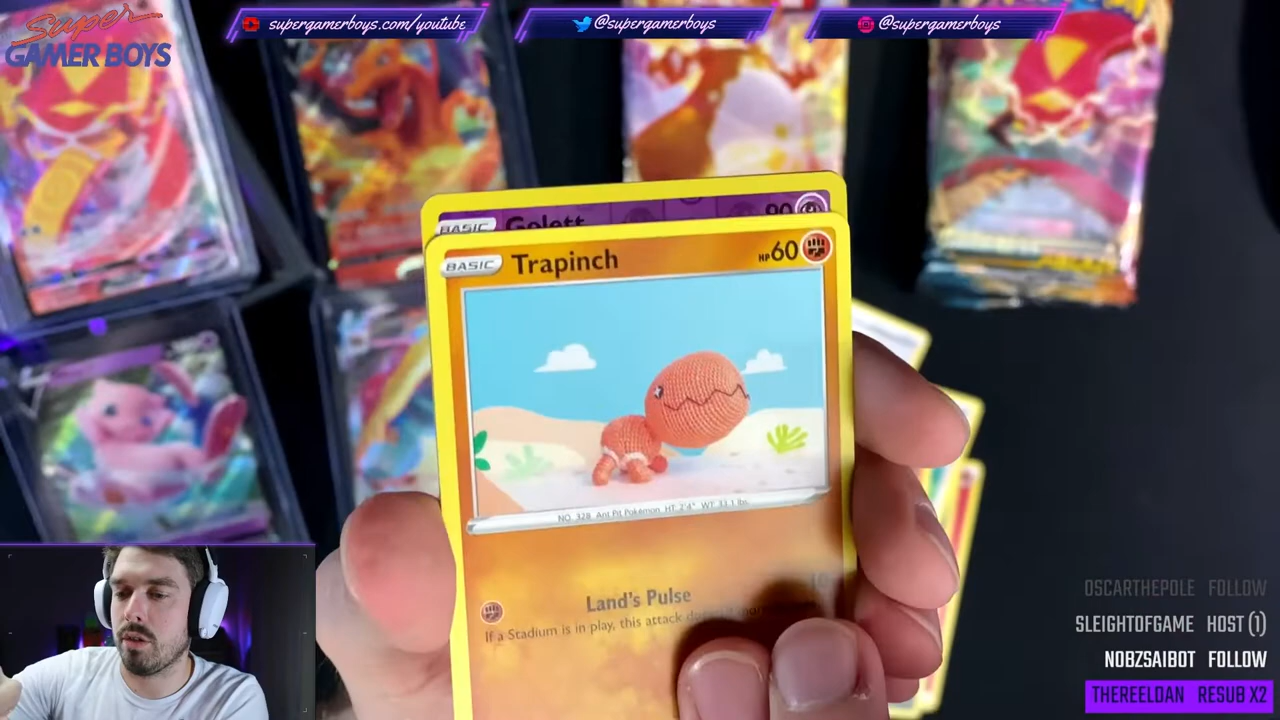 Super
GAMER BOYS
supergamerboys.com/youtube
@supergamerboys
@supergamerboys
BASIC Golett 90
BASIC Trapinch HP60
NO. 328 Ant Pit Pokémon HT: 2'4" WT: 33.1 lbs.
Land's Pulse
If a Stadium is in play, this attack
OSCARTHEPOLE FOLLOW
SLEIGHTOFGAME HOST (1)
NOBZSAIBOT FOLLOW
THEREELDAN RESUB X2